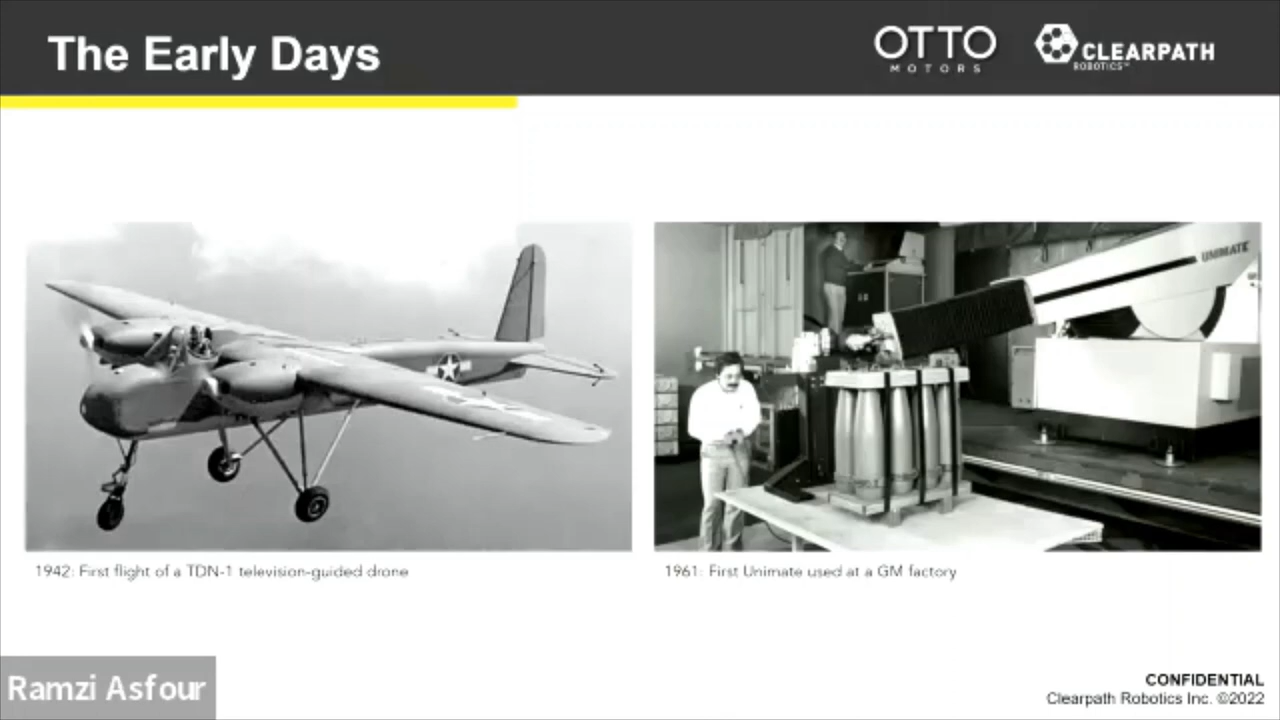 The Early Days
OTTO
MOTORS
CLEARPATH
ROBOTICS™
UNIMATE
1942: First flight of a TDN-1 television-guided drone
1961: First Unimate used at a GM factory
Ramzi Asfour
CONFIDENTIAL
Clearpath Robotics Inc. ©2022